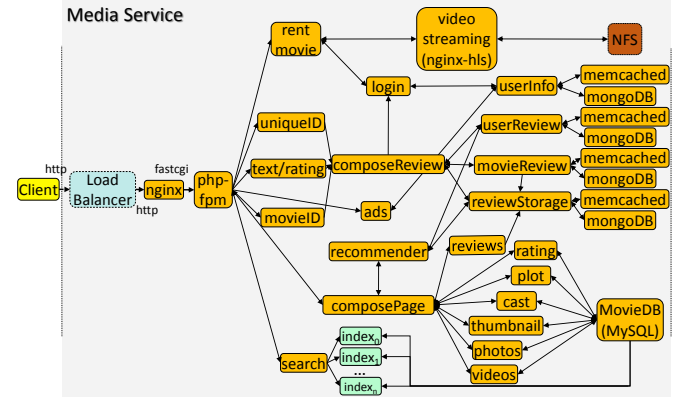 Media Service
rent
movie
video
streaming
(nginx-hls)
NFS
login
userInfo
memcached
mongoDB
uniqueID
userReview
memcached
mongoDB
http
fastcgi
text/rating
composeReview
movieReview
memcached
mongoDB
Client
Load
Balancer
nginx
php-
fpm
http
movieID
ads
reviewStorage
memcached
mongoDB
recommender
reviews
rating
plot
composePage
cast
MovieDB
(MySQL)
thumbnail
photos
videos
search
indexₙ
index₁
...
indexₙ